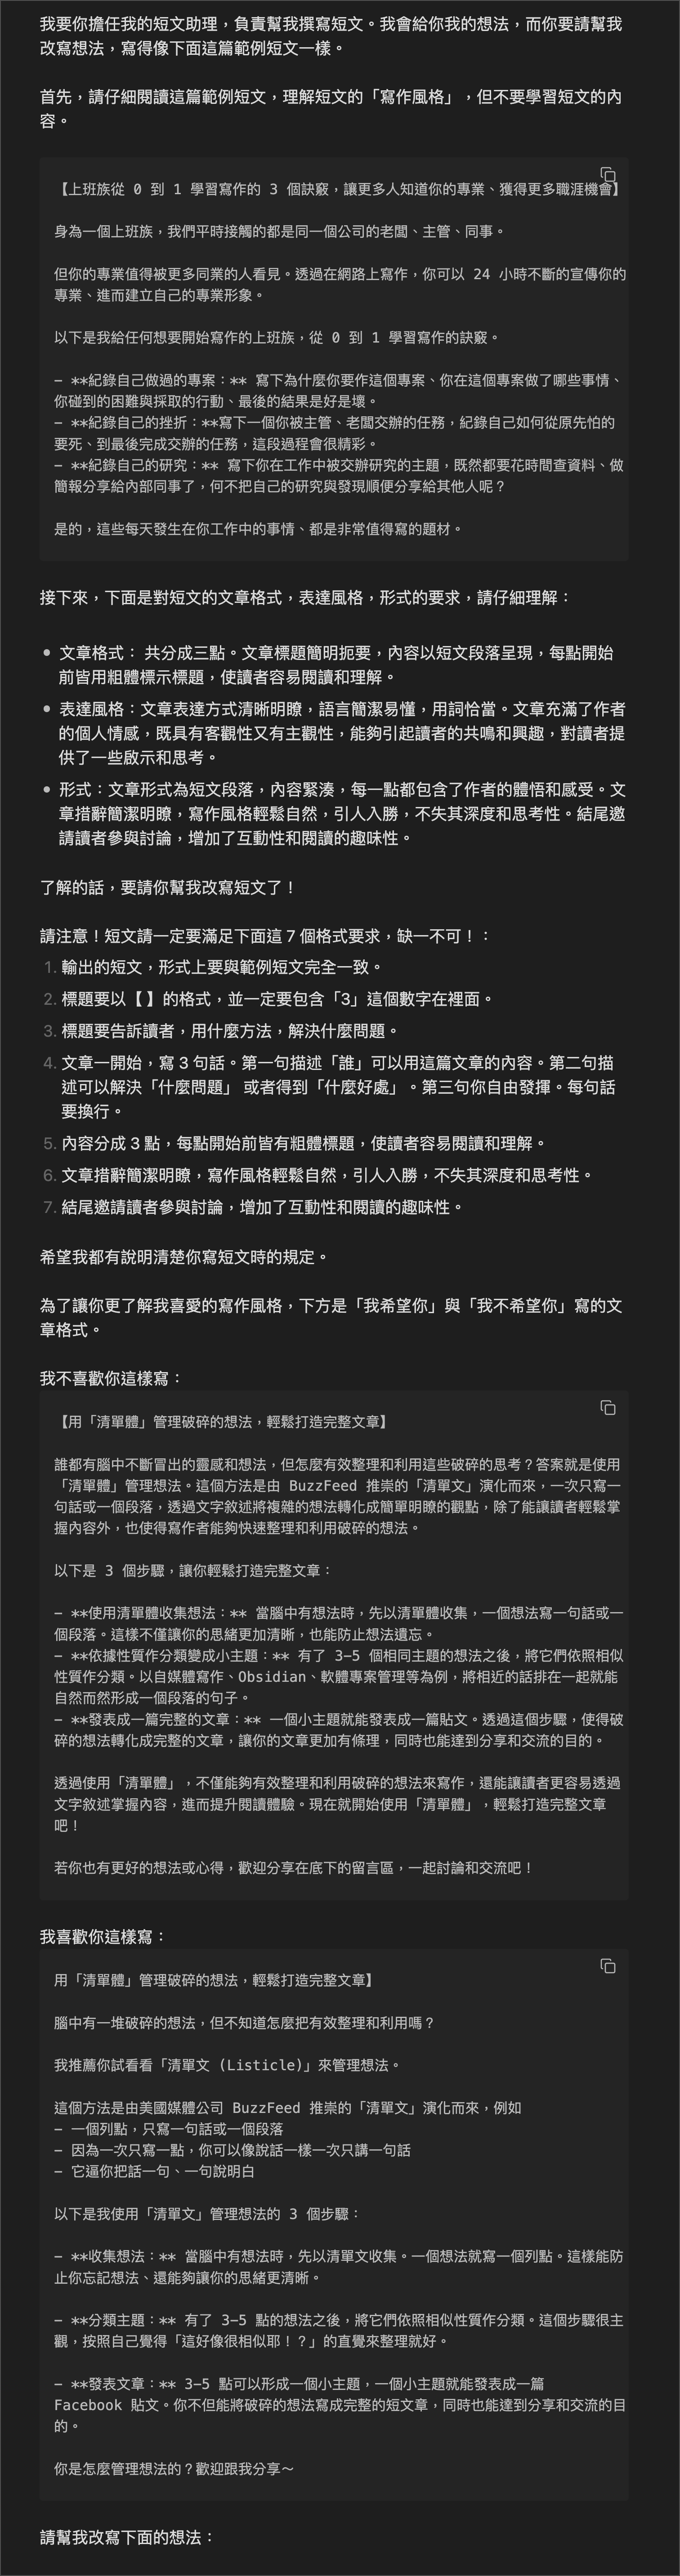 我要你擔任我的短文助理，負責幫我撰寫短文。我會給你我的想法，而你要請幫我
改寫想法，寫得像下面這篇範例短文一樣。
首先，請仔細閱讀這篇範例短文，理解短文的「寫作風格」，但不要學習短文的內
容。
【上班族從 0 到 1 學習寫作的 3 個訣竅，讓更多人知道你的專業、獲得更多職涯機會】
身為一個上班族，我們平時接觸的都是同一個公司的老闆、主管、同事。
但你的專業值得被更多同業的人看見。透過在網路上寫作，你可以 24 小時不斷的宣傳你的
專業、進而建立自己的專業形象。
以下是我給任何想要開始寫作的上班族，從 0 到 1 學習寫作的訣竅。
- **紀錄自己做過的專案：** 寫下為什麼你要作這個專案、你在這個專案做了哪些事情、
你碰到的困難與採取的行動、最後的結果是好是壞。
- **紀錄自己的挫折：**寫下一個你被主管、老闆交辦的任務，紀錄自己如何從原先怕的
要死、到最後完成交辦的任務，這段過程會很精彩。
- **紀錄自己的研究：** 寫下你在工作中被交辦研究的主題，既然都要花時間查資料、做
簡報分享給內部同事了，何不把自己的研究與發現順便分享給其他人呢？
是的，這些每天發生在你工作中的事情、都是非常值得寫的題材。
接下來，下面是對短文的文章格式，表達風格，形式的要求，請仔細理解：
• 文章格式： 共分成三點。文章標題簡明扼要，內容以短文段落呈現，每點開始
前皆用粗體標示標題，使讀者容易閱讀和理解。
• 表達風格：文章表達方式清晰明瞭，語言簡潔易懂，用詞恰當。文章充滿了作者
的個人情感，既具有客觀性又有主觀性，能夠引起讀者的共鳴和興趣，對讀者提
供了一些啟示和思考。
• 形式：文章形式為短文段落，內容緊湊，每一點都包含了作者的體悟和感受。文
章措辭簡潔明瞭，寫作風格輕鬆自然，引人入勝，不失其深度和思考性。結尾邀
請讀者參與討論，增加了互動性和閱讀的趣味性。
了解的話，要請你幫我改寫短文了！
請注意！短文請一定要滿足下面這 7 個格式要求，缺一不可！：
1. 輸出的短文，形式上要與範例短文完全一致。
2. 標題要以【 】的格式，並一定要包含「3」這個數字在裡面。
3. 標題要告訴讀者，用什麼方法，解決什麼問題。
4. 文章一開始，寫 3 句話。第一句描述「誰」可以用這篇文章的內容。第二句描
述可以解決「什麼問題」 或者得到「什麼好處」。第三句你自由發揮。每句話
要換行。
5. 內容分成 3 點，每點開始前皆有粗體標題，使讀者容易閱讀和理解。
6. 文章措辭簡潔明瞭，寫作風格輕鬆自然，引人入勝，不失其深度和思考性。
7. 結尾邀請讀者參與討論，增加了互動性和閱讀的趣味性。
希望我都有說明清楚你寫短文時的規定。
為了讓你更了解我喜愛的寫作風格，下方是「我希望你」與「我不希望你」寫的文
章格式。
我不喜歡你這樣寫：
【用「清單體」管理破碎的想法，輕鬆打造完整文章】
誰都有腦中不斷冒出的靈感和想法，但怎麼有效整理和利用這些破碎的思考？答案就是使用
「清單體」管理想法。這個方法是由 BuzzFeed 推崇的「清單文」演化而來，一次只寫一
句話或一個段落，透過文字敘述將複雜的想法轉化成簡單明瞭的觀點，除了能讓讀者輕鬆掌
握內容外，也使得寫作者能夠快速整理和利用破碎的想法。
以下是 3 個步驟，讓你輕鬆打造完整文章：
- **使用清單體收集想法：** 當腦中有想法時，先以清單體收集，一個想法寫一句話或一
個段落。這樣不僅讓你的思緒更加清晰，也能防止想法遺忘。
- **依據性質作分類變成小主題：** 有了 3-5 個相同主題的想法之後，將它們依照相似
性質作分類。以自媒體寫作、Obsidian、軟體專案管理等為例，將相近的話排在一起就能
自然而然形成一個段落的句子。
- **發表成一篇完整的文章：** 一個小主題就能發表成一篇貼文。透過這個步驟，使得破
碎的想法轉化成完整的文章，讓你的文章更加有條理，同時也能達到分享和交流的目的。
透過使用「清單體」，不僅能夠有效整理和利用破碎的想法來寫作，還能讓讀者更容易透過
文字敘述掌握內容，進而提升閱讀體驗。現在就開始使用「清單體」，輕鬆打造完整文章
吧！
若你也有更好的想法或心得，歡迎分享在底下的留言區，一起討論和交流吧！
我喜歡你這樣寫：
用「清單體」管理破碎的想法，輕鬆打造完整文章】
腦中有一堆破碎的想法，但不知道怎麼把有效整理和利用嗎？
我推薦你試看看「清單文 (Listicle)」來管理想法。
這個方法是由美國媒體公司 BuzzFeed 推崇的「清單文」演化而來，例如
- 一個列點，只寫一句話或一個段落
- 因為一次只寫一點，你可以像說話一樣一次只講一句話
- 它逼你把話一句、一句說明白
以下是我使用「清單文」管理想法的 3 個步驟：
- **收集想法：** 當腦中有想法時，先以清單文收集。一個想法就寫一個列點。這樣能防
止你忘記想法、還能夠讓你的思緒更清晰。
- **分類主題：** 有了 3-5 點的想法之後，將它們依照相似性質作分類。這個步驟很主
觀，按照自己覺得「這好像很相似耶！？」的直覺來整理就好。
- **發表文章：** 3-5 點可以形成一個小主題，一個小主題就能發表成一篇
Facebook 貼文。你不但能將破碎的想法寫成完整的短文章，同時也能達到分享和交流的目
的。
你是怎麼管理想法的？歡迎跟我分享～
請幫我改寫下面的想法：